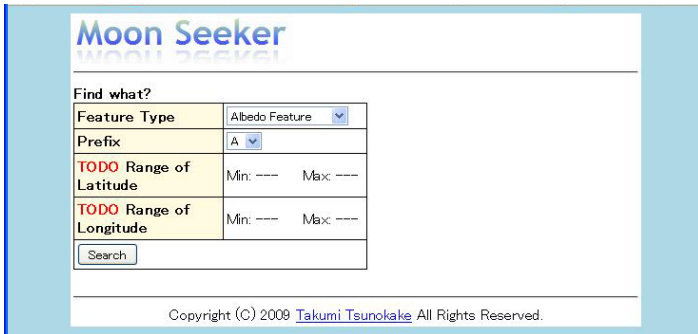 Moon Seeker
Find what?
Feature Type Albedo Feature
Prefix A
TODO Range of
Latitude
Min: --- Max: ---
TODO Range of
Longitude
Min: --- Max: ---
Search
Copyright (C) 2009 Takumi Tsunokake All Rights Reserved.